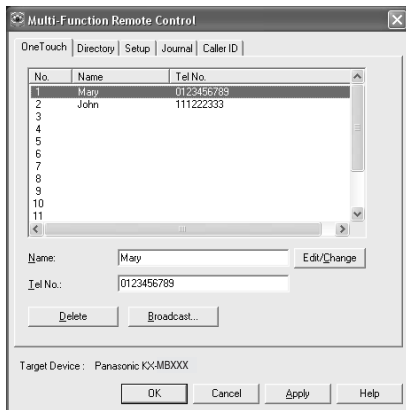 Multi-Function Remote Control
OneTouch Directory Setup Journal Caller ID
No. Name Tel No.
1 Mary 0123456789
2 John 111222333
3
4
5
6
7
8
9
10
11
Name: Mary Edit/Change
Tel No.: 0123456789
Delete Broadcast...
Target Device : Panasonic KX-MBXXX
OK Cancel Apply Help